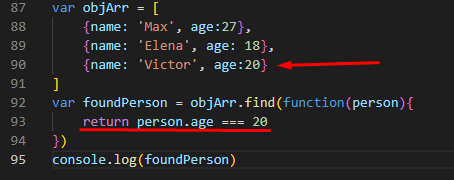 87 var objArr = [
88 {name: 'Max', age:27},
89 {name: 'Elena', age: 18},
90 {name: 'Victor', age:20}
91 ]
92 var foundPerson = objArr.find(function(person){
93 return person.age === 20
94 })
95 console.log(foundPerson)